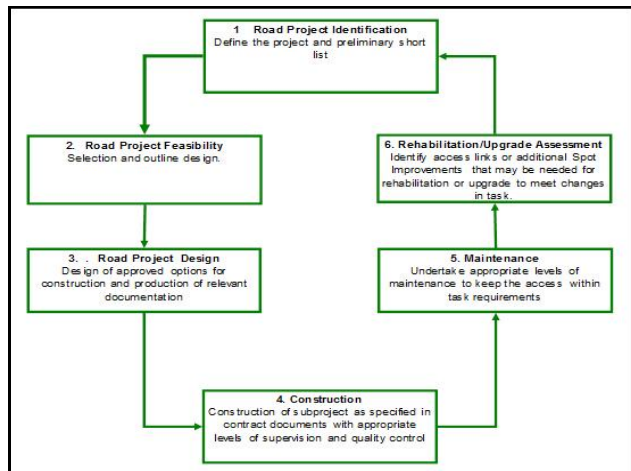 1 Road Project Identification
Define the project and preliminary short
list
2. Road Project Feasibility
Selection and outline design.
3. . Road Project Design
Design of approved options for
construction and production of relevant
documentation
4. Construction
Construction of subproject as specified in
contract documents with appropriate
levels of supervision and quality control
5. Maintenance
Undertake appropriate levels of
maintenance to keep the access within
task requirements
6. Rehabilitation/Upgrade Assessment
Identify access links or additional Spot
Improvements that may be needed for
rehabilitation or upgrade to meet changes
in task.